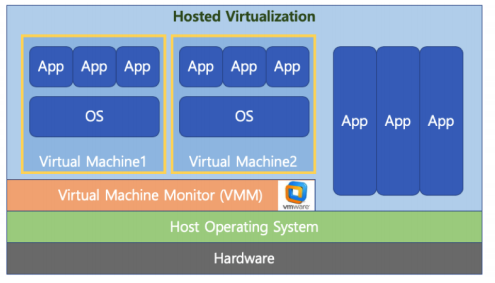 Hosted Virtualization
App App App
OS
Virtual Machine1
App App App
OS
Virtual Machine2
App App App
Virtual Machine Monitor (VMM)
vmware
Host Operating System
Hardware